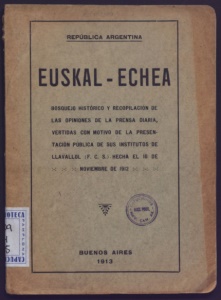 REPÚBLICA ARGENTINA
EUSKAL-ECHEA
BOSQUEJO HISTÓRICO Y RECOPILACIÓN DE
LAS OPINIONES DE LA PRENSA DIARIA,
VERTIDAS CON MOTIVO DE LA PRESEN-
TACIÓN PÚBLICA DE SUS INSTITUTOS DE
LLAVALLOL (F. C. S.) HECHA EL 16 DE
NOVIEMBRE DE 1912
BUENOS AIRES
1913